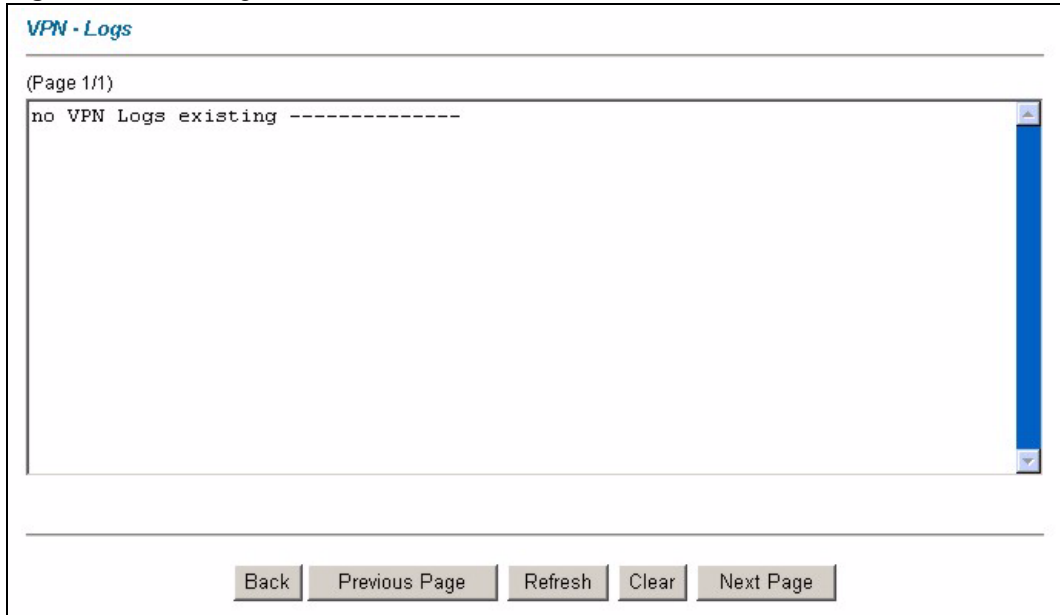 VPN - Logs
(Page 1/1)
no VPN Logs existing --------------
Back Previous Page Refresh Clear Next Page